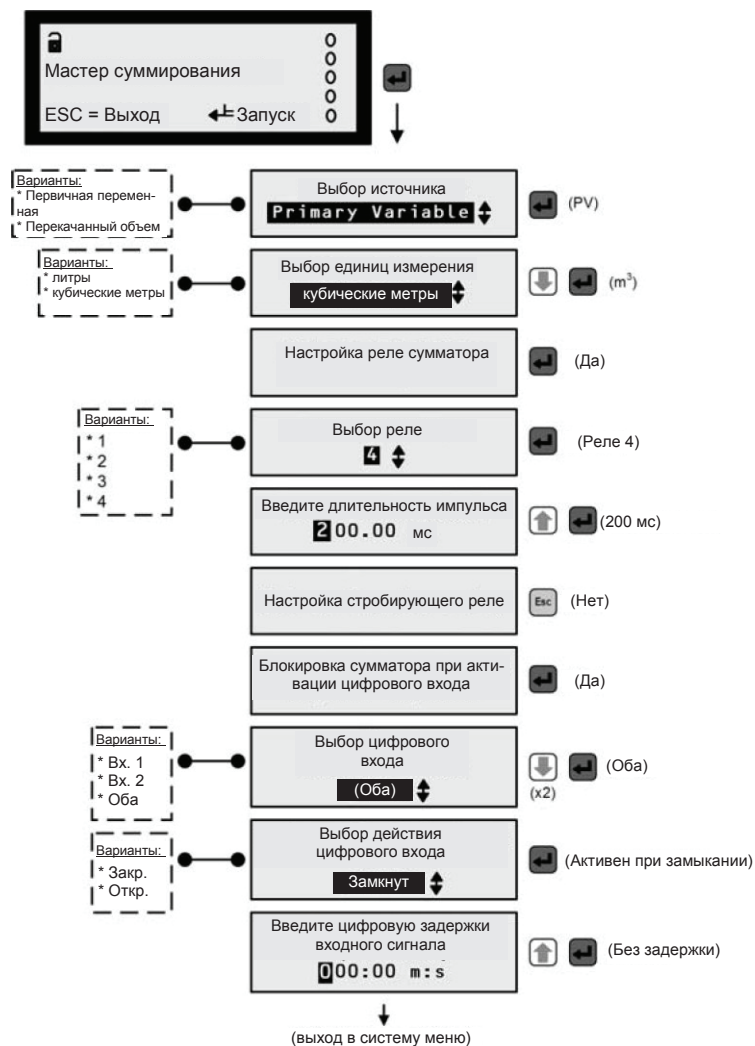 Мастер суммирования
ESC = Выход
Запуск
Варианты:
* Первичная перемен-
ная
* Перекачанный объем
Выбор источника
Primary Variable
(PV)
Варианты:
* литры
* кубические метры
Выбор единиц измерения
кубические метры
(m³)
Настройка реле сумматора
(Да)
Варианты:
* 1
* 2
* 3
* 4
Выбор реле
4
(Реле 4)
Введите длительность импульса
200.00 мс
(200 мс)
Настройка стробирующего реле
Esc
(Нет)
Блокировка сумматора при акти-
вации цифрового входа
(Да)
Варианты:
* Вх. 1
* Вх. 2
* Оба
Выбор цифрового
входа
(Оба)
(x2)
(Оба)
Варианты:
* Закр.
* Откр.
Выбор действия
цифрового входа
Замкнут
(Активен при замыкании)
Введите цифровую задержки
входного сигнала
000:00 m:s
(Без задержки)
(выход в систему меню)